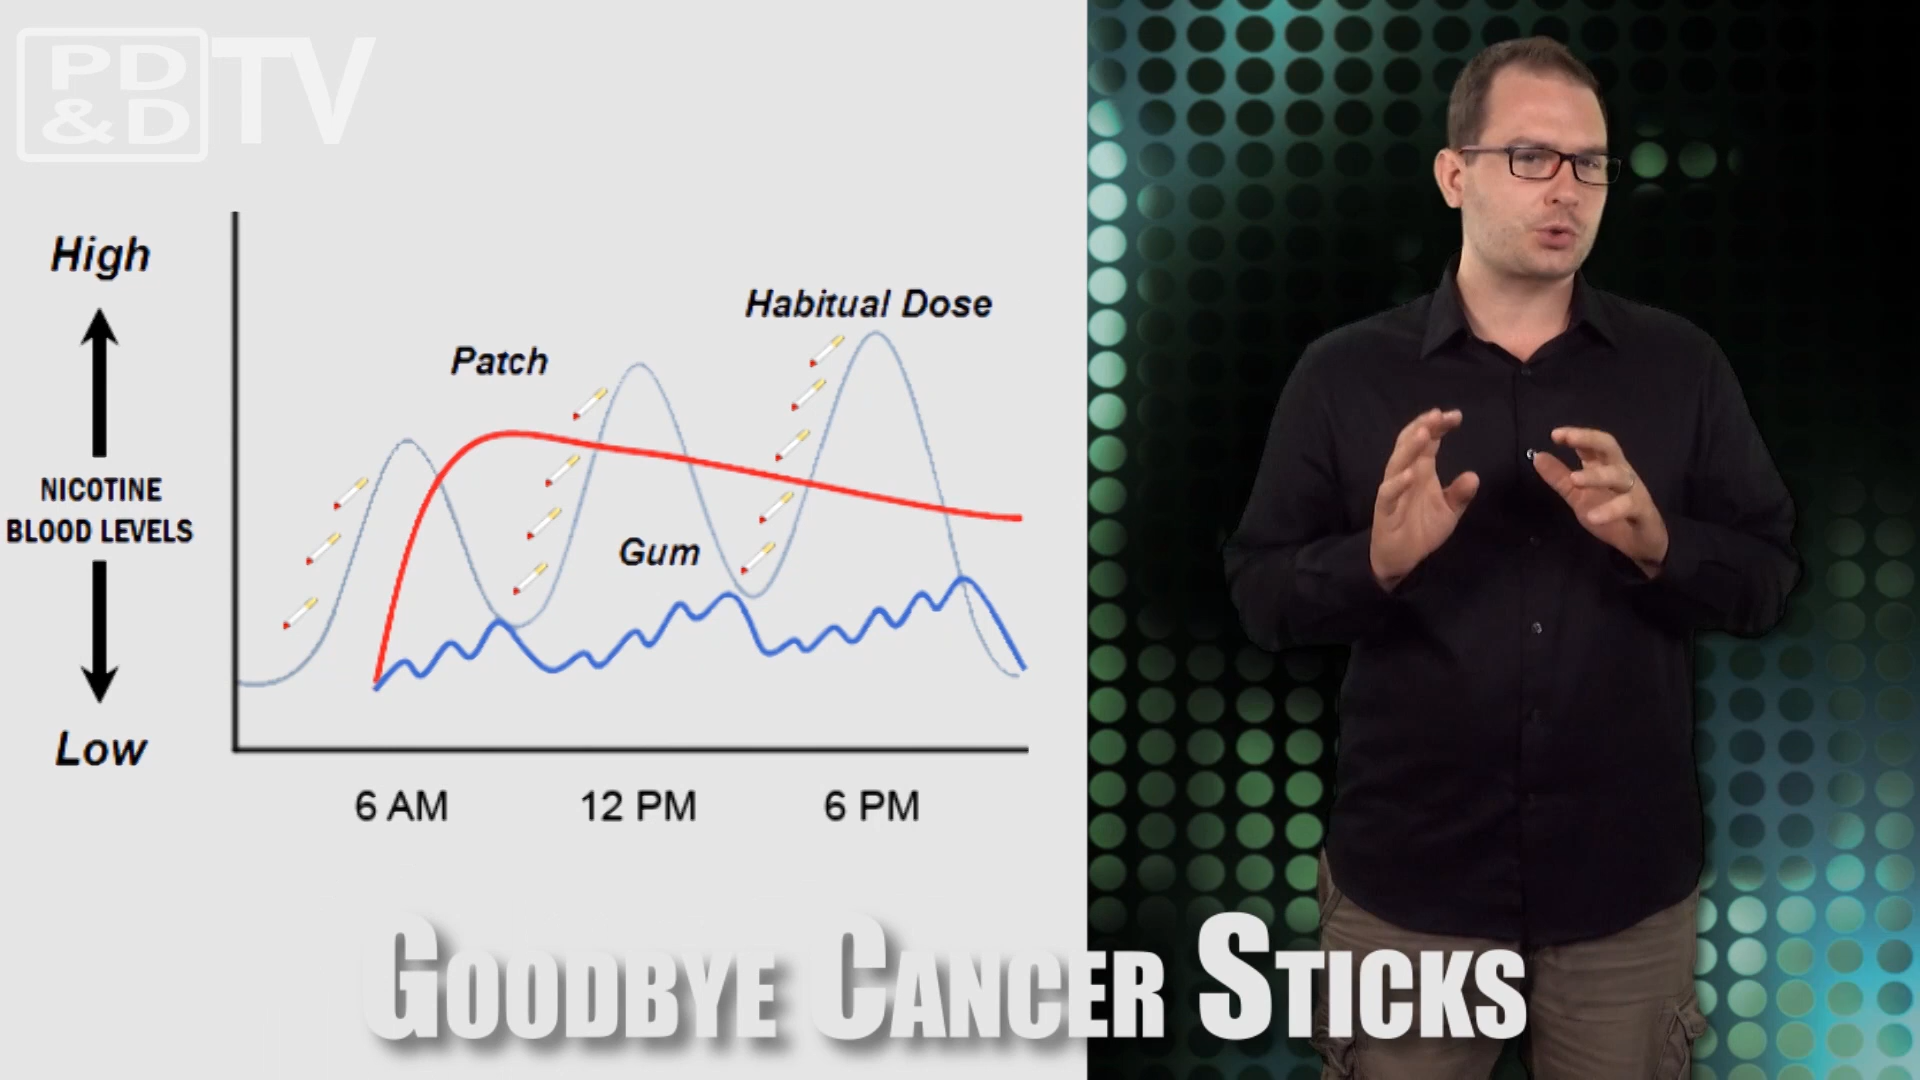 PD
&D
TV
High
NICOTINE
BLOOD LEVELS
Low
Patch
Habitual Dose
Gum
6 AM
12 PM
6 PM
GOODBYE CANCER STICKS